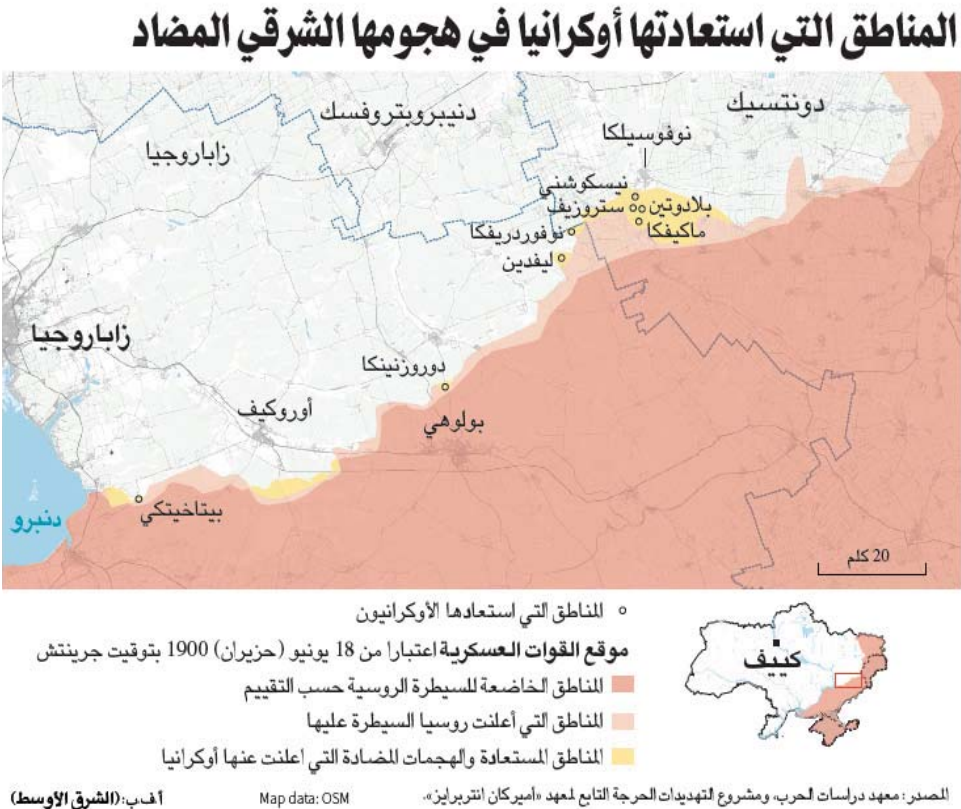 المناطق التي استعادتها أوكرانيا في هجومها الشرقي المضاد
دونتسيك
دنيبروبتروفسك
زاباروجيا
نوفوسيلكا
نيسكوشني
بلادوتين
ستروزيف
ماكيفكا
نوفوردريفكا
ليفدين
زاباروجيا
دوروزنينكا
أوروكيف
بولوهي
بيتاخيتكي
دنبرو
20 كلم
المناطق التي استعادها الأوكرانيون
موقع القوات العسكرية اعتبارا من 18 يونيو (حزيران) 1900 بتوقيت جرينتش
المناطق الخاضعة للسيطرة الروسية حسب التقييم
المناطق التي أعلنت روسيا السيطرة عليها
المناطق المستعادة والهجمات المضادة التي اعلنت عنها أوكرانيا
كييف
المصدر: معهد دراسات الحرب، ومشروع التهديدات الحرجة التابع لمعهد «أميركان انتربرايز».
Map data: OSM
أ.ف.ب: (الشرق الأوسط)